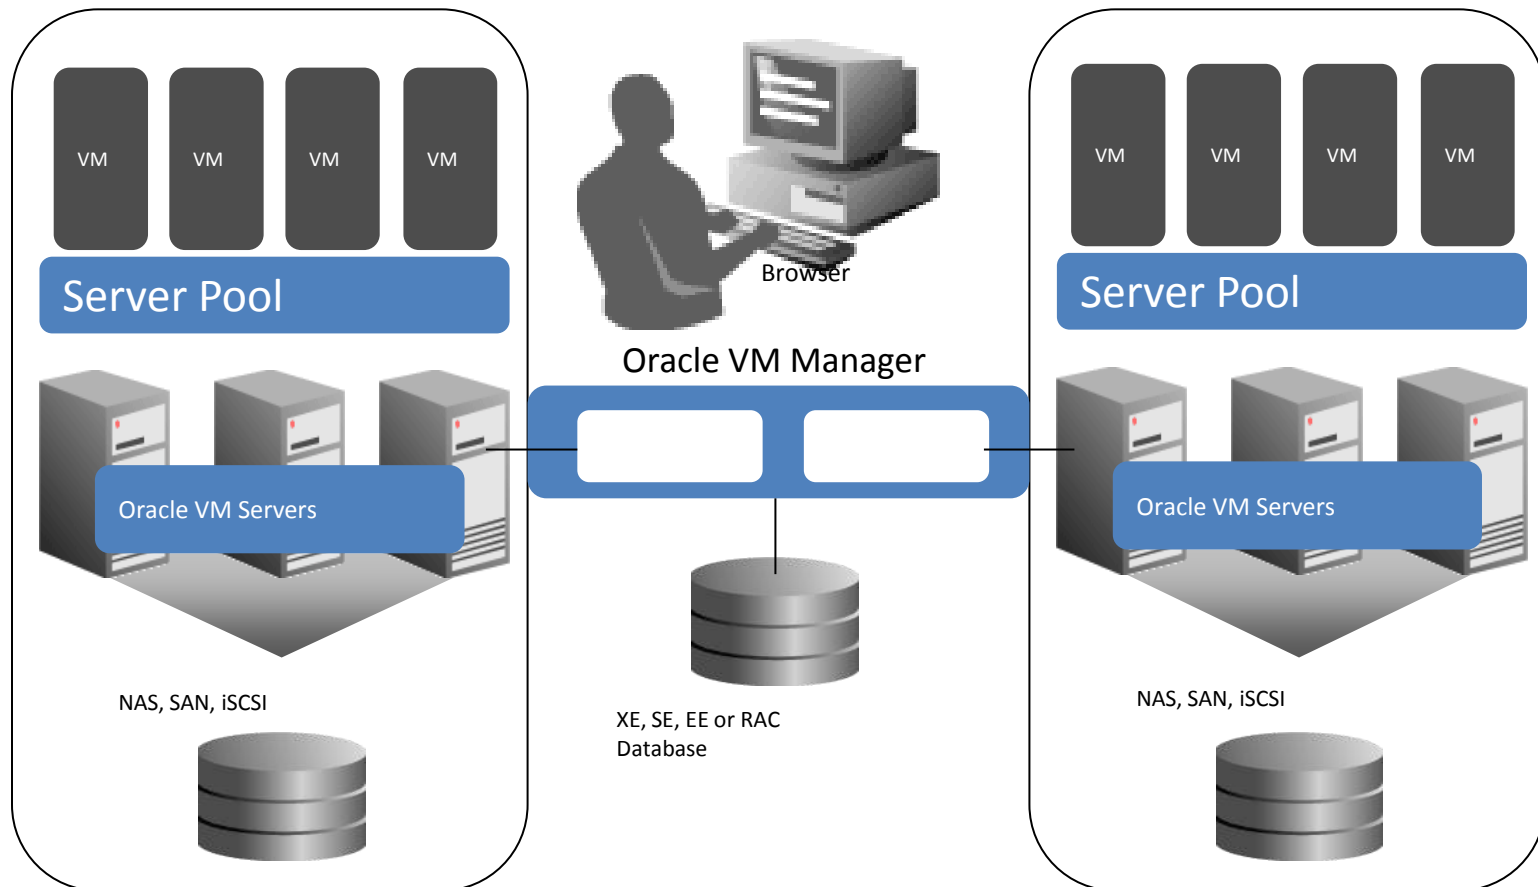 VM VM VM VM
Server Pool
Oracle VM Servers
NAS, SAN, iSCSI
Browser
Oracle VM Manager
XE, SE, EE or RAC
Database
VM VM VM VM
Server Pool
Oracle VM Servers
NAS, SAN, iSCSI